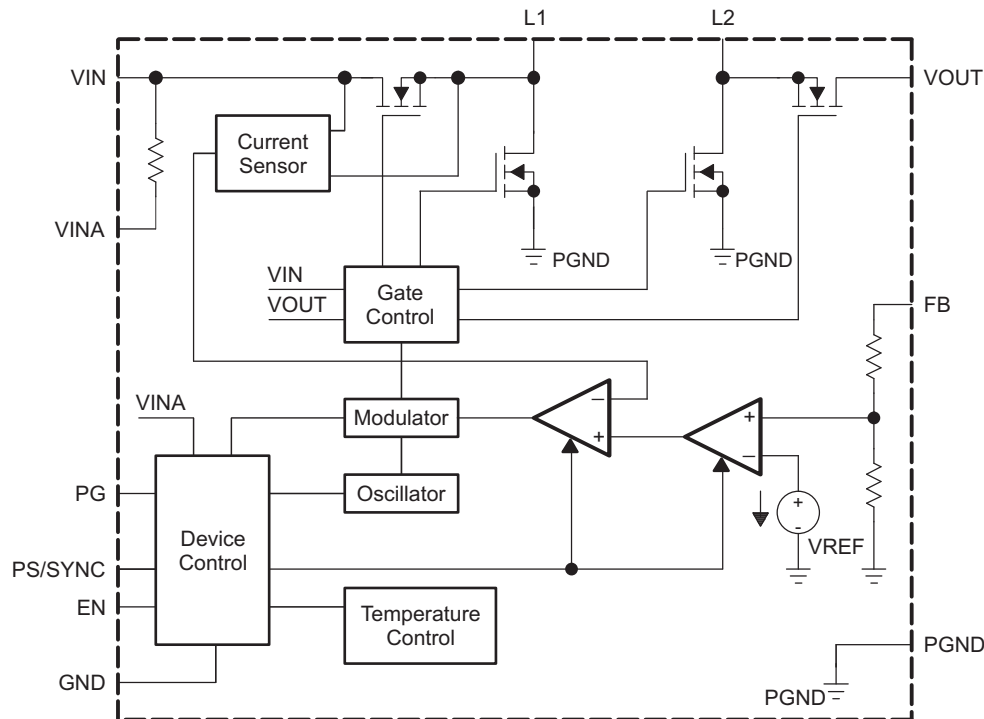 L1
L2
VIN
VOUT
Current
Sensor
VINA
PGND
PGND
VIN
VOUT
Gate
Control
FB
VINA
Modulator
−
+
+
−
PG
Oscillator
Device
Control
+
-
VREF
PS/SYNC
EN
Temperature
Control
PGND
GND
PGND